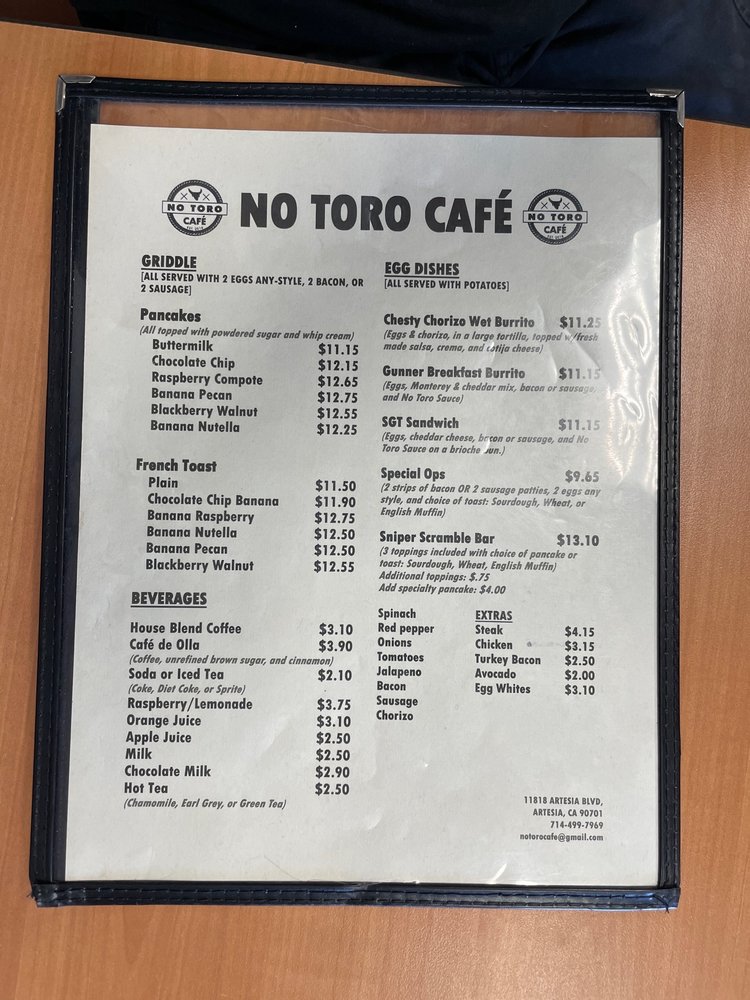 NO TORO CAFÉ
NO TORO
CAFÉ
NO TORO
CAFÉ
GRIDDLE
[ALL SERVED WITH 2 EGGS ANY-STYLE, 2 BACON, OR
2 SAUSAGE]
Pancakes
(All topped with powdered sugar and whip cream)
Buttermilk $11.15
Chocolate Chip $12.15
Raspberry Compote $12.65
Banana Pecan $12.75
Blackberry Walnut $12.55
Banana Nutella $12.25
French Toast
Plain $11.50
Chocolate Chip Banana $11.90
Banana Raspberry $12.75
Banana Nutella $12.50
Banana Pecan $12.50
Blackberry Walnut $12.55
BEVERAGES
House Blend Coffee $3.10
Café de Olla $3.90
(Coffee, unrefined brown sugar, and cinnamon)
Soda or Iced Tea $2.10
(Coke, Diet Coke, or Sprite)
Raspberry/Lemonade $3.75
Orange Juice $3.10
Apple Juice $2.50
Milk $2.50
Chocolate Milk $2.90
Hot Tea $2.50
(Chamomile, Earl Grey, or Green Tea)
EGG DISHES
[ALL SERVED WITH POTATOES]
Chesty Chorizo Wet Burrito $11.25
(Eggs & chorizo, in a large tortilla, topped w/fresh
made salsa, crema, and cotija cheese)
Gunner Breakfast Burrito $11.15
(Eggs, Monterey & cheddar mix, bacon or sausage,
and No Toro Sauce)
SGT Sandwich $11.15
(Eggs, cheddar cheese, bacon or sausage, and No
Toro Sauce on a brioche bun.)
Special Ops $9.65
(2 strips of bacon OR 2 sausage patties, 2 eggs any
style, and choice of toast: Sourdough, Wheat, or
English Muffin)
Sniper Scramble Bar $13.10
(3 toppings included with choice of pancake or
toast: Sourdough, Wheat, English Muffin)
Additional toppings: $.75
Add specialty pancake: $4.00
Spinach
Red pepper
Onions
Tomatoes
Jalapeno
Bacon
Sausage
Chorizo
EXTRAS
Steak $4.15
Chicken $3.15
Turkey Bacon $2.50
Avocado $2.00
Egg Whites $3.10
11818 ARTESIA BLVD,
ARTESIA, CA 90701
714-499-7969
notorocafe@gmail.com